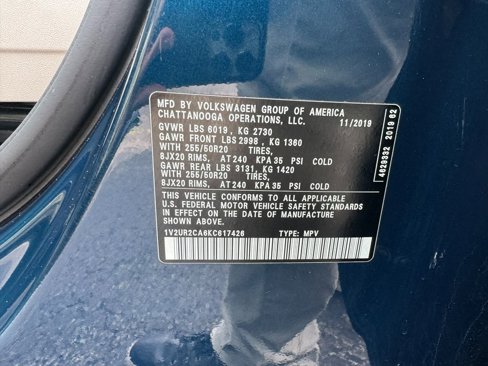 MFD BY VOLKSWAGEN GROUP OF AMERICA
CHATTANOOGA OPERATIONS, LLC. 11/2019
GVWR LBS 6019, KG 2730
GAWR FRONT LBS 2998, KG 1360
WITH 255/50R20 TIRES,
8JX20 RIMS, AT 240 KPA 35 PSI COLD
GAWR REAR LBS 3131, KG 1420
WITH 255/50R20 TIRES,
8JX20 RIMS, AT 240 KPA 35 PSI COLD
THIS VEHICLE CONFORMS TO ALL APPLICABLE
U.S. FEDERAL MOTOR VEHICLE SAFETY STANDARDS
IN EFFECT ON THE DATE OF MANUFACTURE
SHOWN ABOVE.
1V2UR2CA6KC617426 TYPE: MPV
4629332 2019 62